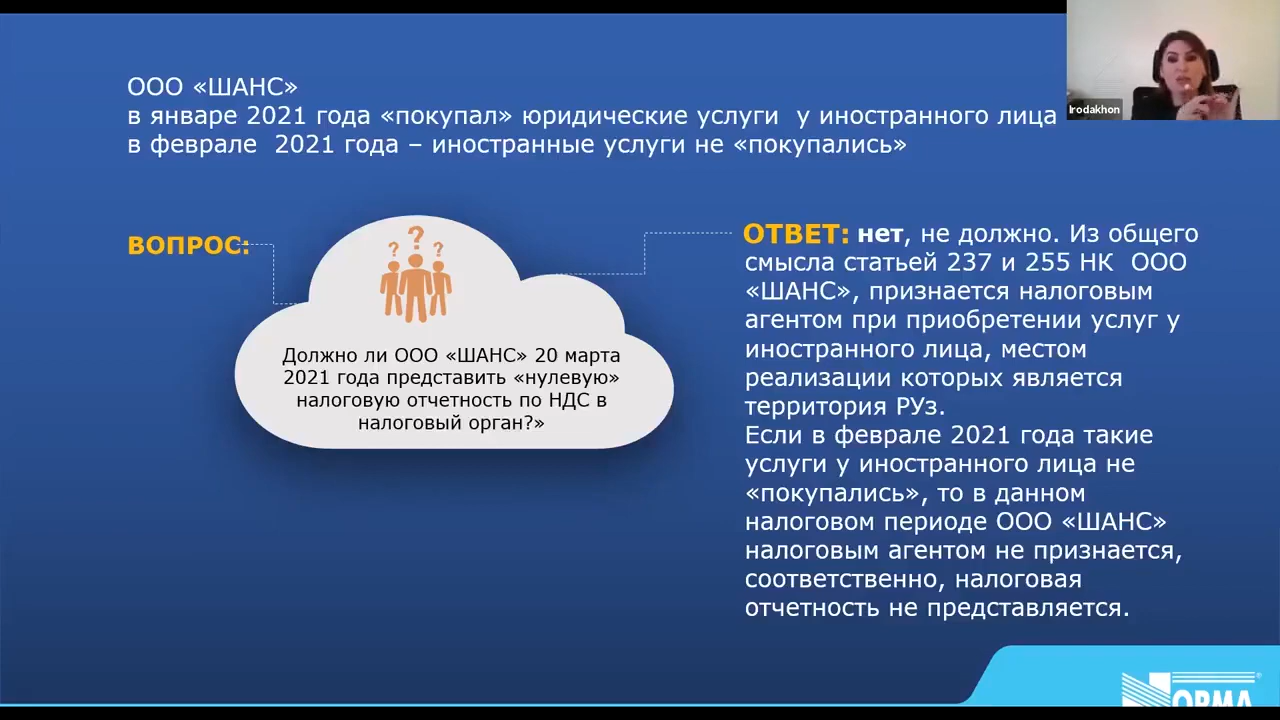 ООО «ШАНС»
в январе 2021 года «покупал» юридические услуги у иностранного лица
в феврале 2021 года – иностранные услуги не «покупались»
Irodakhon
ВОПРОС:
? ? ?
Должно ли ООО «ШАНС» 20 марта
2021 года представить «нулевую»
налоговую отчетность по НДС в
налоговый орган?»
ОТВЕТ: нет, не должно. Из общего
смысла статьей 237 и 255 НК ООО
«ШАНС», признается налоговым
агентом при приобретении услуг у
иностранного лица, местом
реализации которых является
территория РУз.
Если в феврале 2021 года такие
услуги у иностранного лица не
«покупались», то в данном
налоговом периоде ООО «ШАНС»
налоговым агентом не признается,
соответственно, налоговая
отчетность не представляется.
NОРМА